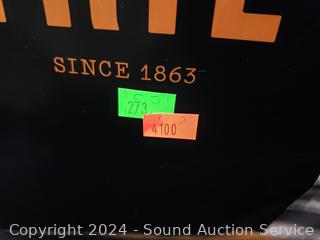 SINCE 1863
273
4100
Copyright 2024 - Sound Auction Service